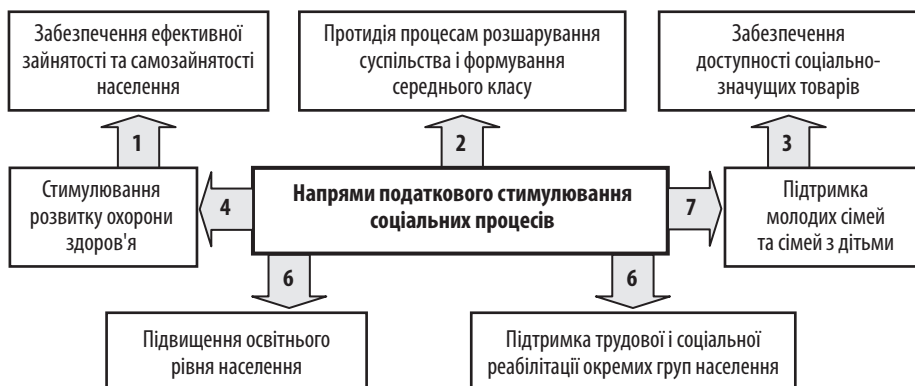 Забезпечення ефективної
зайнятості та самозайнятості
населення
Протидія процесам розшарування
суспільства і формування
середнього класу
Забезпечення
доступності соціально-
значущих товарів
1
2
3
Стимулювання
розвитку охорони
здоров'я
4
Напрями податкового стимулювання
соціальних процесів
7
Підтримка
молодих сімей
та сімей з дітьми
6
6
Підвищення освітнього
рівня населення
Підтримка трудової і соціальної
реабілітації окремих груп населення